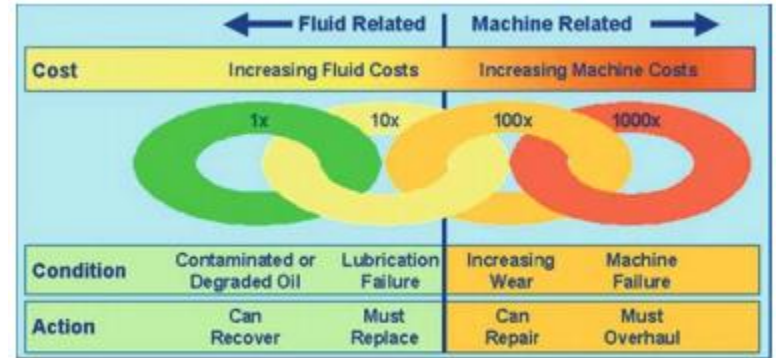 Fluid Related Machine Related
Cost Increasing Fluid Costs Increasing Machine Costs
1x 10x 100x 1000x
Condition Contaminated or Degraded Oil Lubrication Failure Increasing Wear Machine Failure
Action Can Recover Must Replace Can Repair Must Overhaul